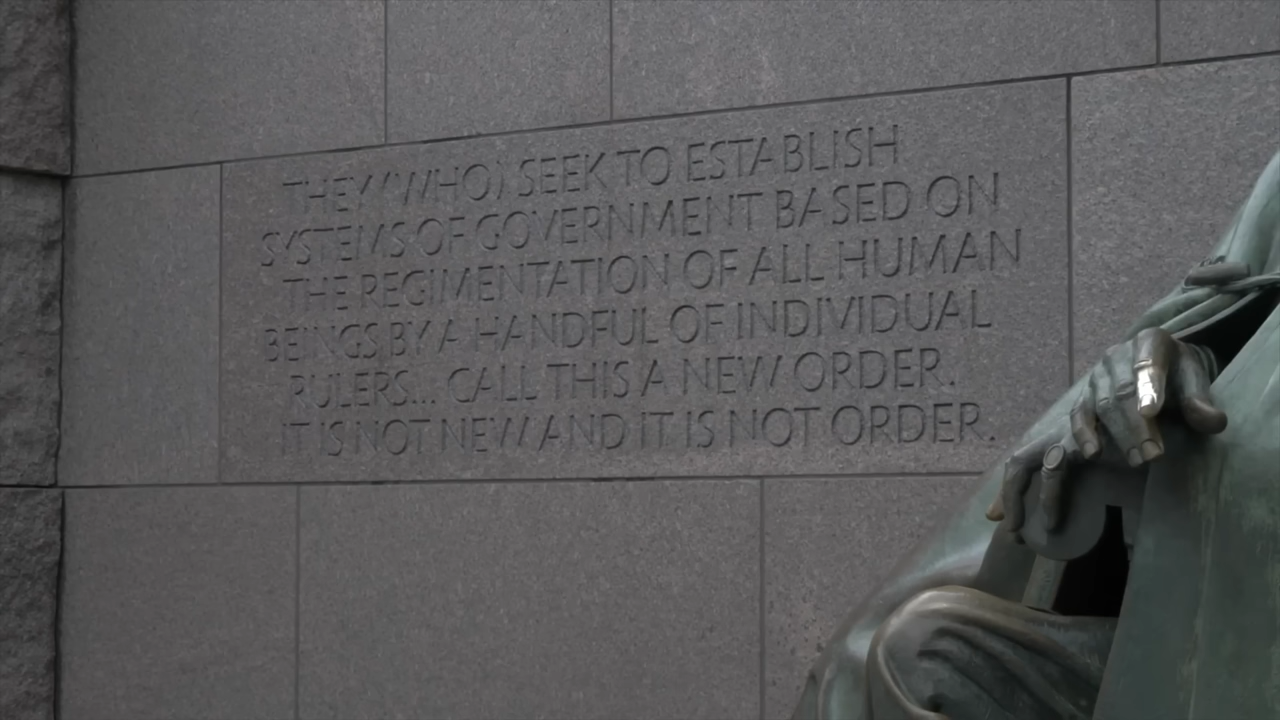 THEY (WHO) SEEK TO ESTABLISH
SYSTEMS OF GOVERNMENT BASED ON
THE REGIMENTATION OF ALL HUMAN
BEINGS BY A HANDFUL OF INDIVIDUAL
RULERS... CALL THIS A NEW ORDER.
IT IS NOT NEW AND IT IS NOT ORDER.